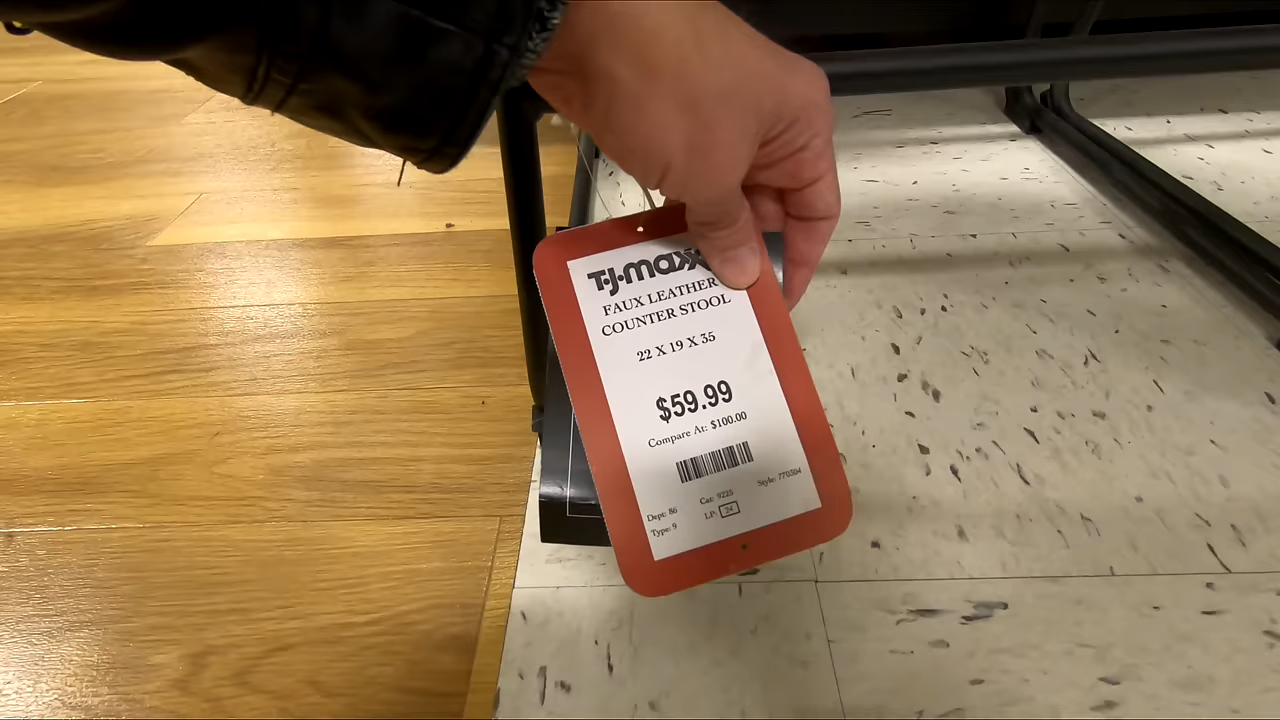 T·J·maxx
FAUX LEATHER
COUNTER STOOL
22 X 19 X 35
$59.99
Compare At: $100.00
Dept: 86 Cat: 9225 Style: 770504
Type: 9 LP: 24